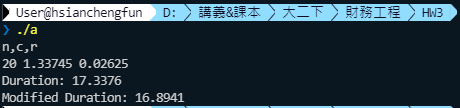 User@hsianchengfun D: 講義&課本 大二下 財務工程 HW3
❯ ./a
n,c,r
20 1.33745 0.02625
Duration: 17.3376
Modified Duration: 16.8941